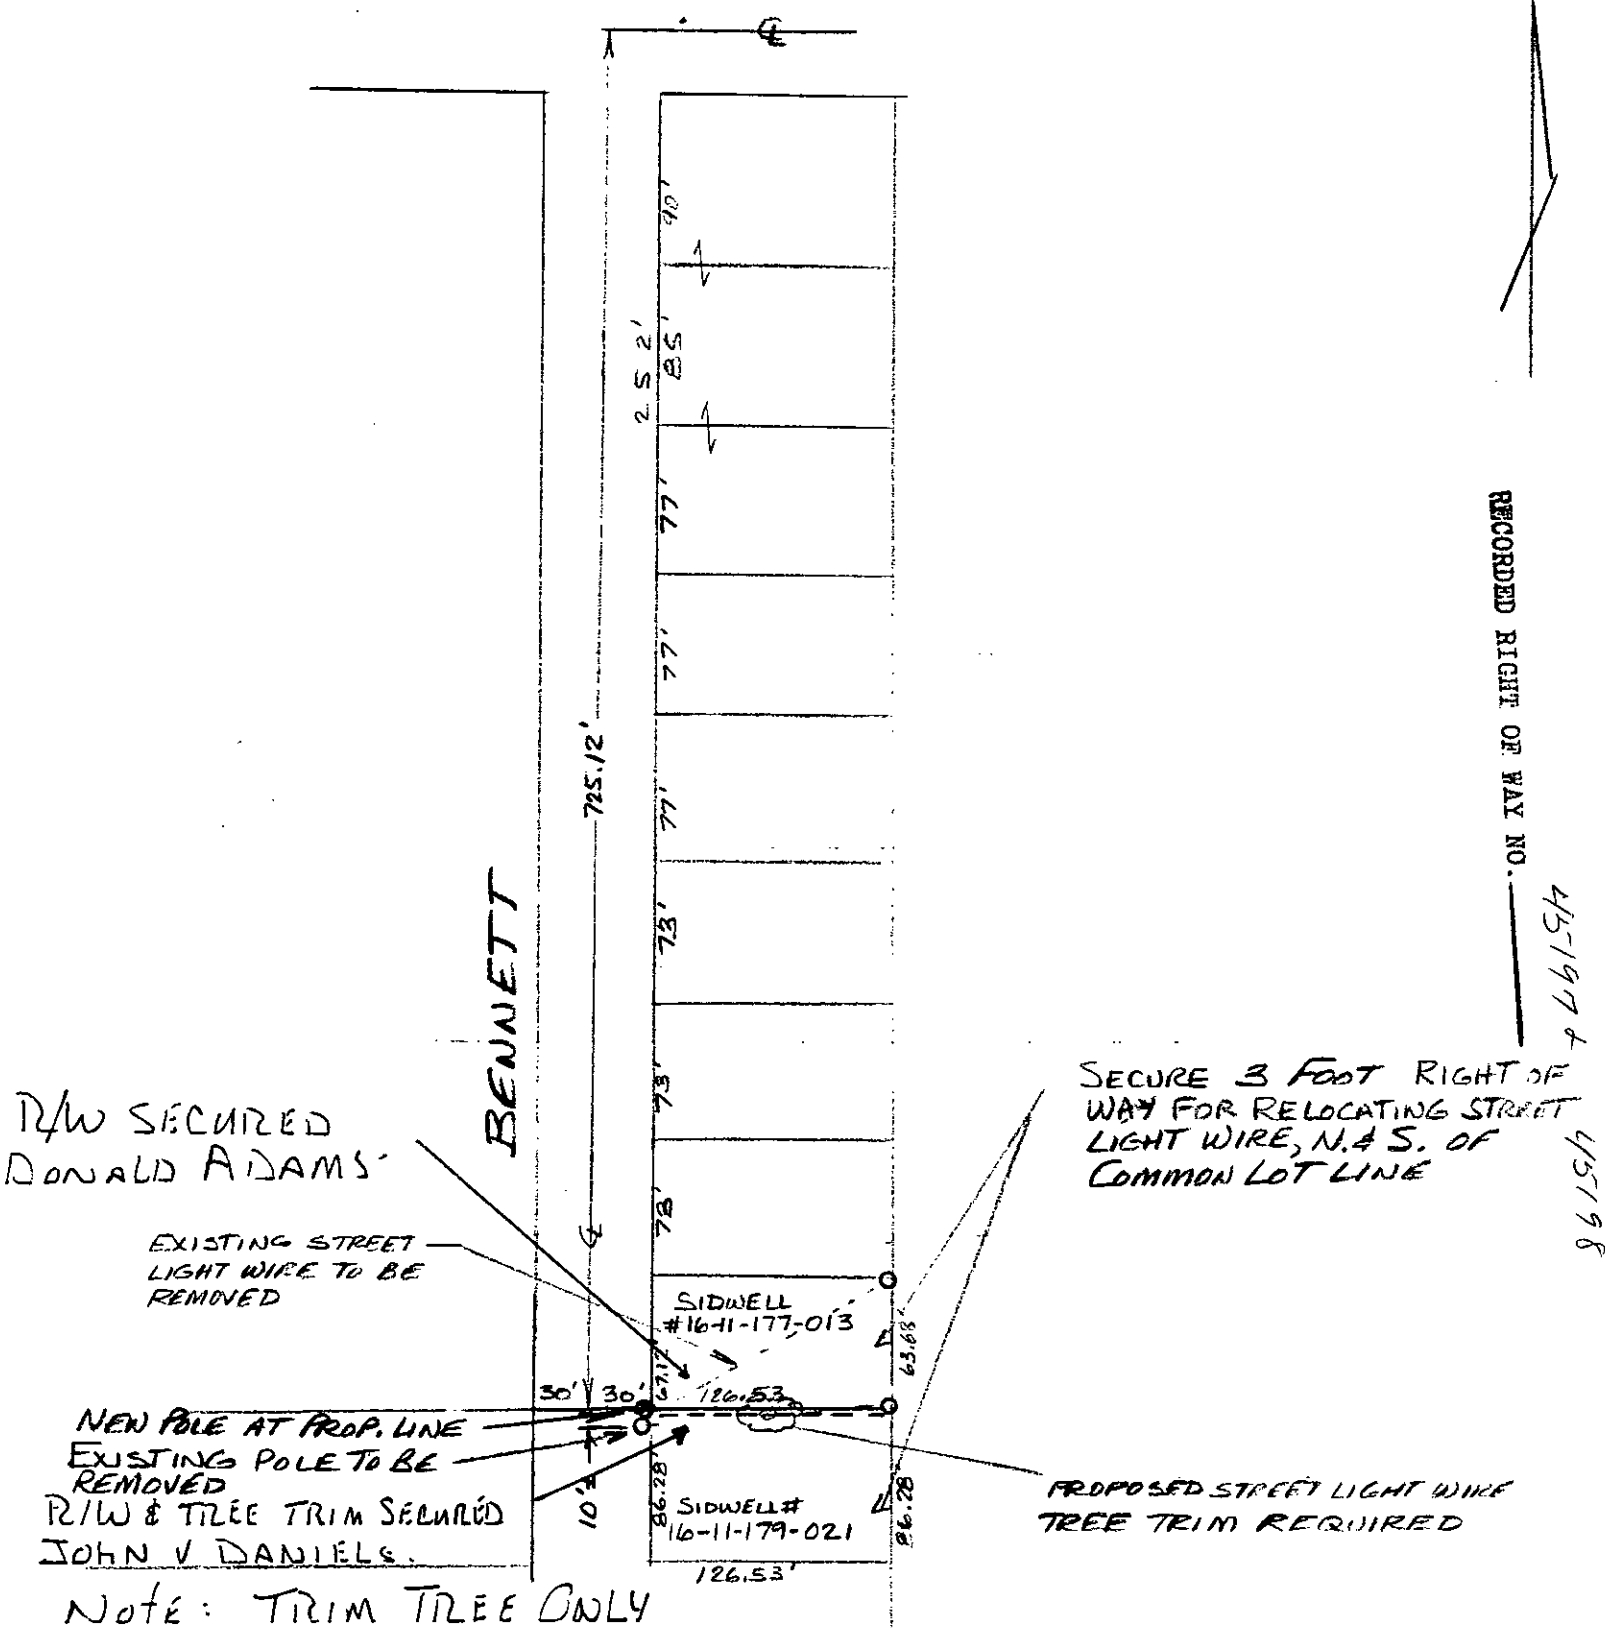 ℄
90'
252'
85'
77'
77'
725.12'
77'
73'
BENNETT
73'
73'
℄
RECORDED RIGHT OF WAY NO.
45197 & 45198
SECURE 3 FOOT RIGHT OF
WAY FOR RELOCATING STREET
LIGHT WIRE, N. & S. OF
COMMON LOT LINE
R/W SECURED
DONALD ADAMS
EXISTING STREET
LIGHT WIRE TO BE
REMOVED
SIDWELL
#16-11-177-013
63.68
67.17'
30' 30' 126.53
NEW POLE AT PROP. LINE
EXISTING POLE TO BE
REMOVED
R/W & TREE TRIM SECURED
JOHN V DANIELS.
10'±
86.28'
SIDWELL#
16-11-179-021
86.28
126.53'
PROPOSED STREET LIGHT WIRE
TREE TRIM REQUIRED
NOTE: TRIM TREE ONLY